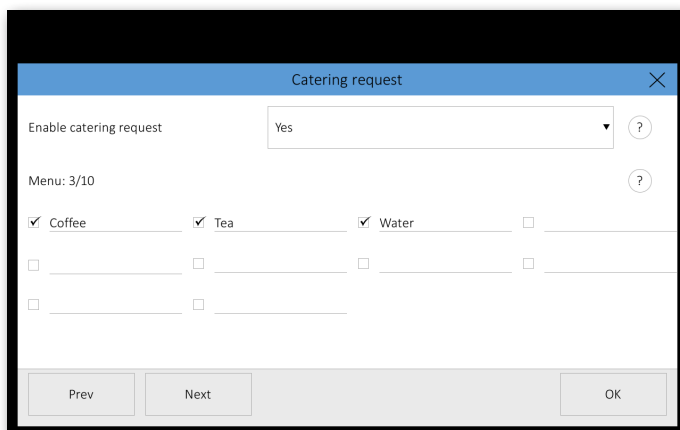 Catering request
Enable catering request Yes ?
Menu: 3/10 ?
Coffee Tea Water
Prev Next OK